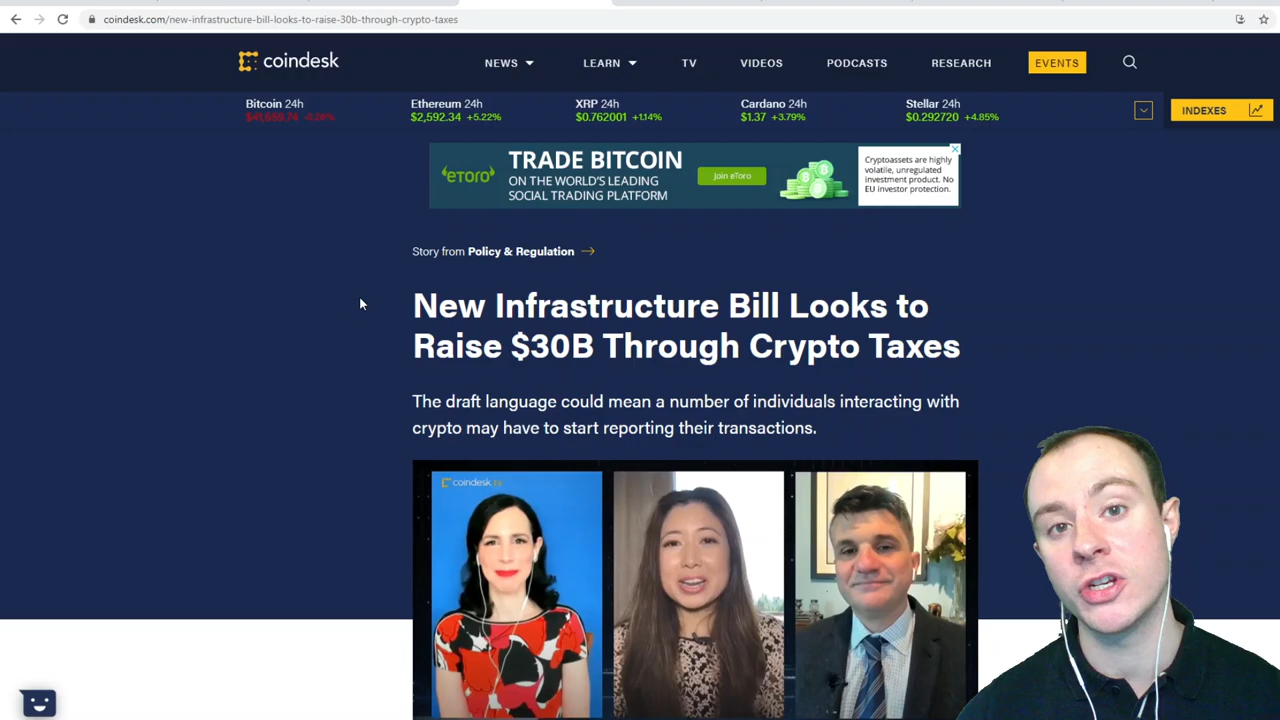 coindesk.com/new-infrastructure-bill-looks-to-raise-30b-through-crypto-taxes
coindesk
NEWS LEARN TV VIDEOS PODCASTS RESEARCH EVENTS
Bitcoin 24h Ethereum 24h XRP 24h Cardano 24h Stellar 24h
$2,592.34 +5.22% $0.762001 +1.14% $1.37 +3.79% $0.292720 +4.85%
INDEXES
eToro
TRADE BITCOIN
ON THE WORLD'S LEADING
SOCIAL TRADING PLATFORM
Join eToro
Cryptoassets are highly
volatile, unregulated
investment product. No
EU investor protection.
Story from Policy & Regulation
New Infrastructure Bill Looks to
Raise $30B Through Crypto Taxes
The draft language could mean a number of individuals interacting with
crypto may have to start reporting their transactions.
coindesk tv